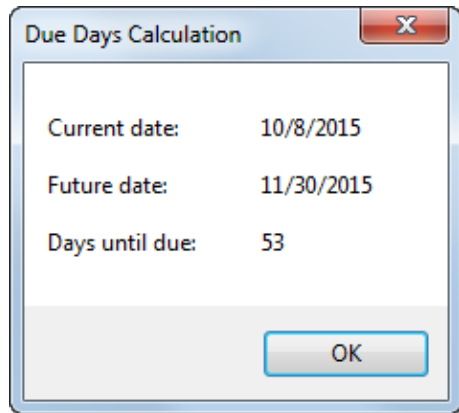 Due Days Calculation
Current date: 10/8/2015
Future date: 11/30/2015
Days until due: 53
OK